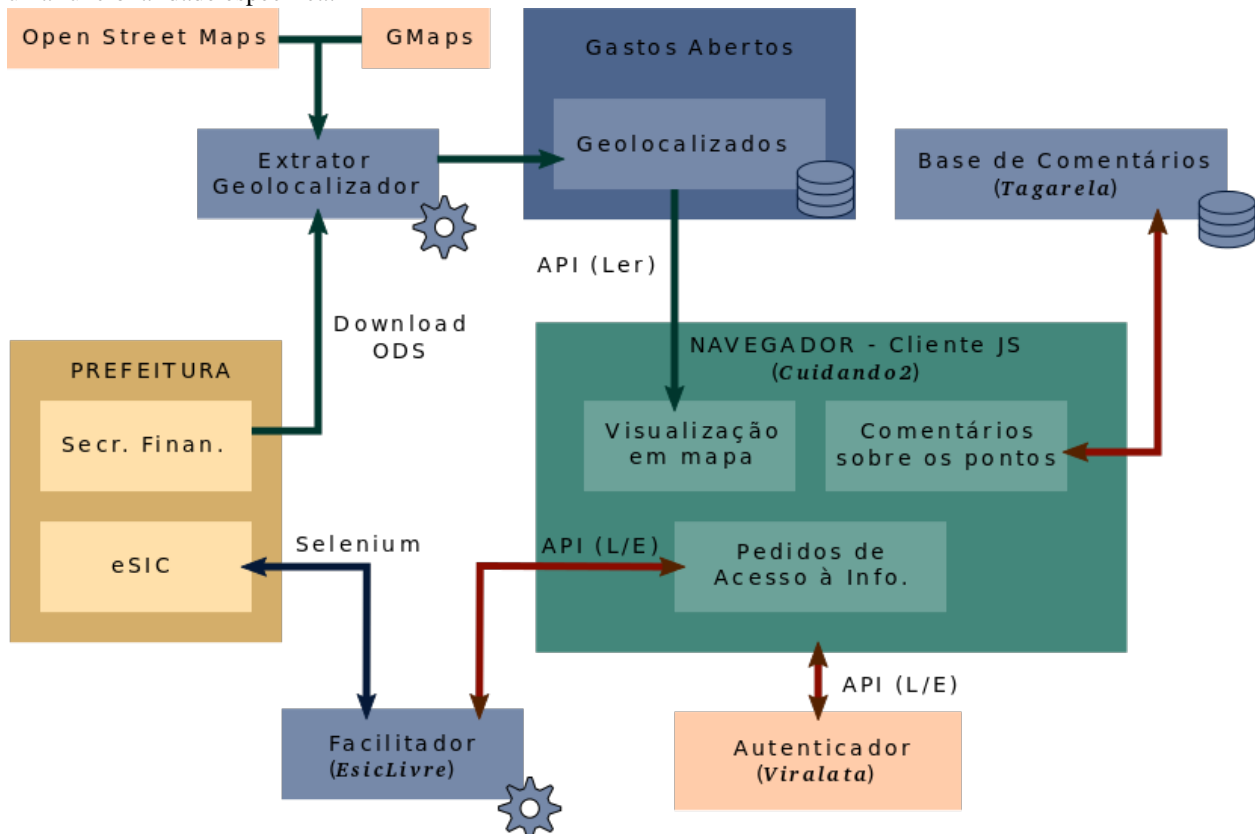 Open Street Maps
GMaps
Gastos Abertos
Geolocalizados
Extrator
Geolocalizador
Base de Comentários
(Tagarela)
API (Ler)
Download
ODS
PREFEITURA
Secr. Finan.
eSIC
NAVEGADOR - Cliente JS
(Cuidando2)
Visualização
em mapa
Comentários
sobre os pontos
Selenium
API (L/E)
Pedidos de
Acesso à Info.
API (L/E)
Facilitador
(EsicLivre)
Autenticador
(Viralata)